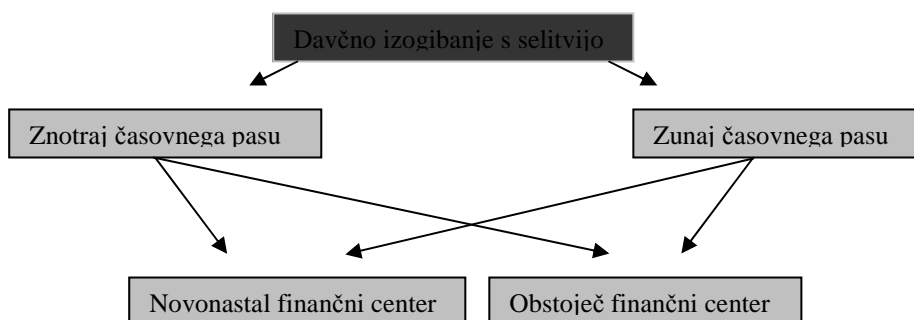 Davčno izogibanje s selitvijo
Znotraj časovnega pasu
Zunaj časovnega pasu
Novonastal finančni center
Obstoječ finančni center